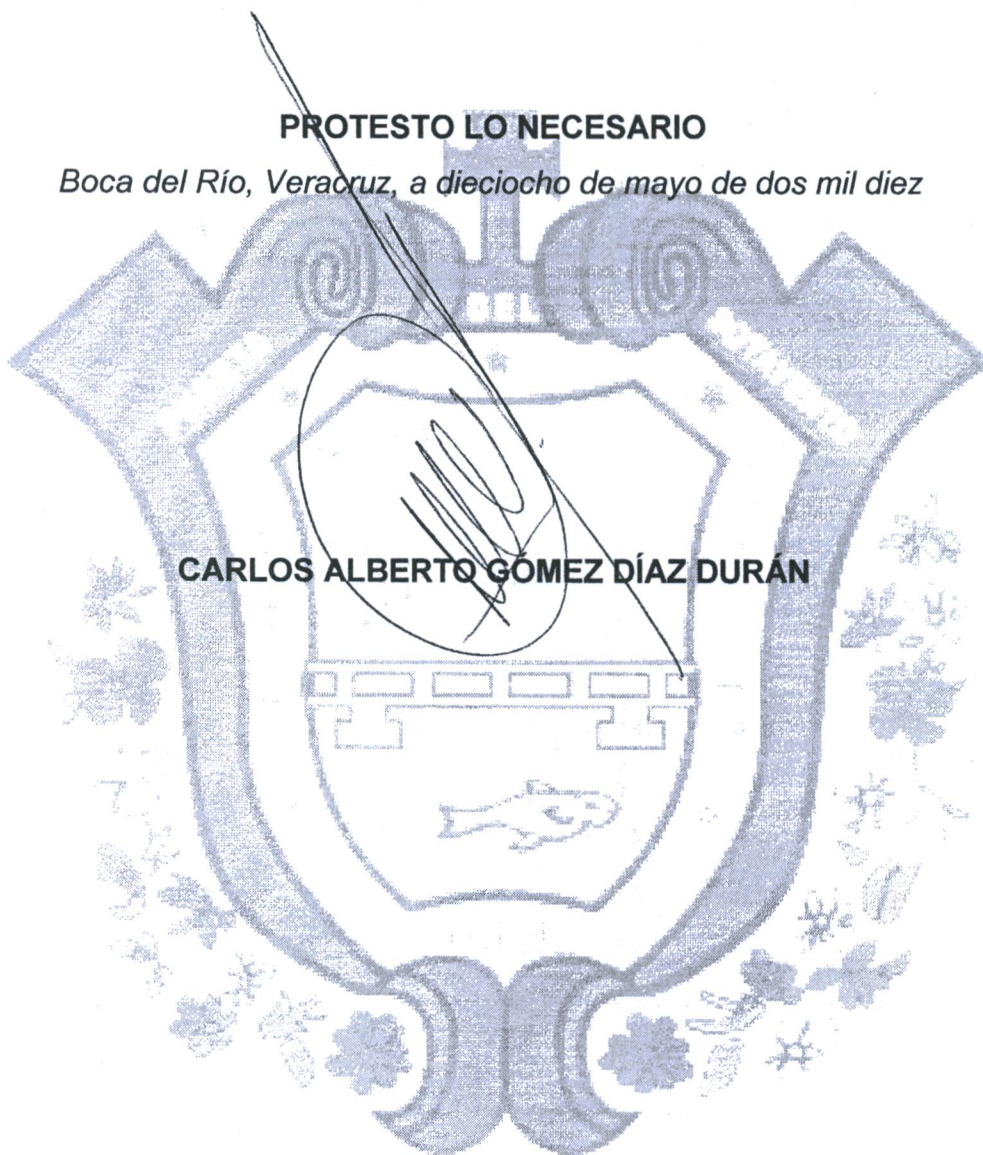 PROTESTO LO NECESARIO
Boca del Río, Veracruz, a dieciocho de mayo de dos mil diez
CARLOS ALBERTO GÓMEZ DÍAZ DURÁN